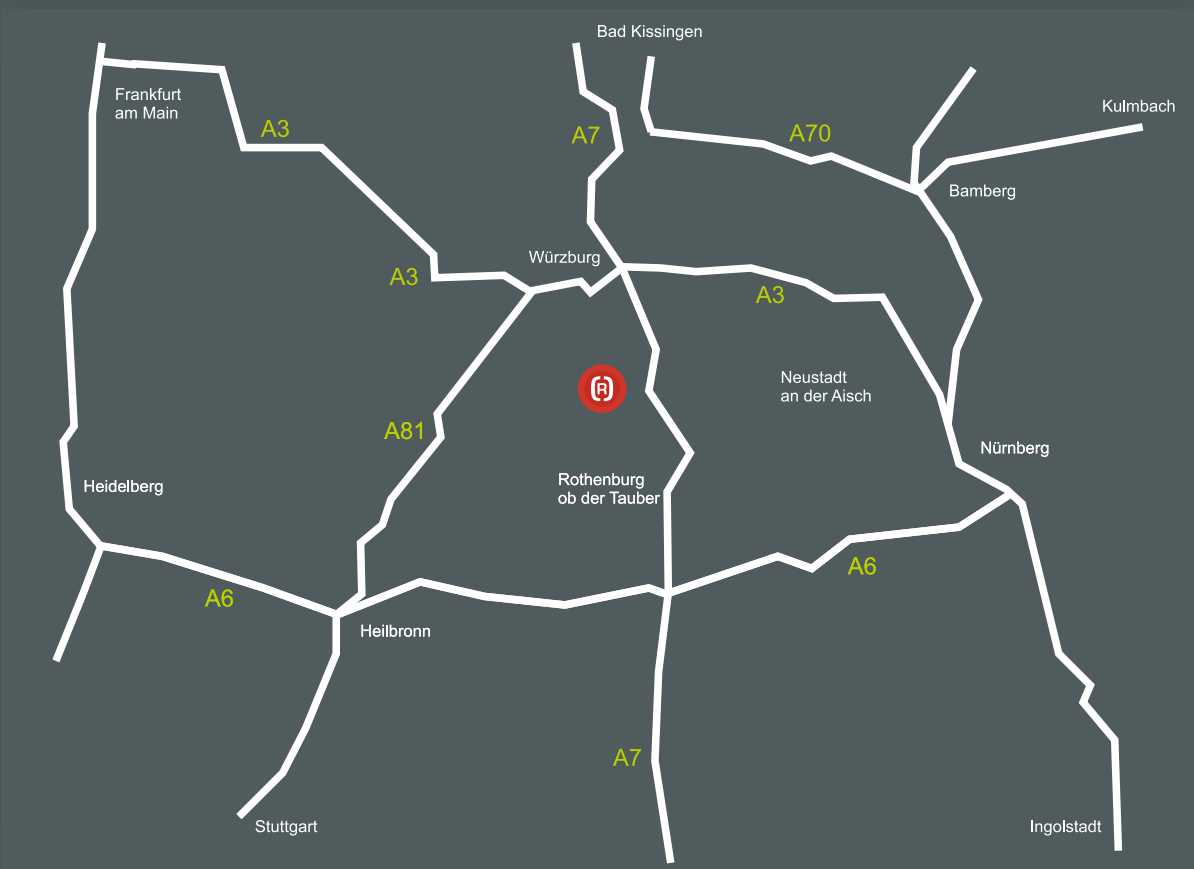 Bad Kissingen
Frankfurt
am Main
Kulmbach
A3
A7
A70
Bamberg
Würzburg
A3
A3
R
Neustadt
an der Aisch
A81
Nürnberg
Heidelberg
Rothenburg
ob der Tauber
A6
A6
Heilbronn
A7
Stuttgart
Ingolstadt